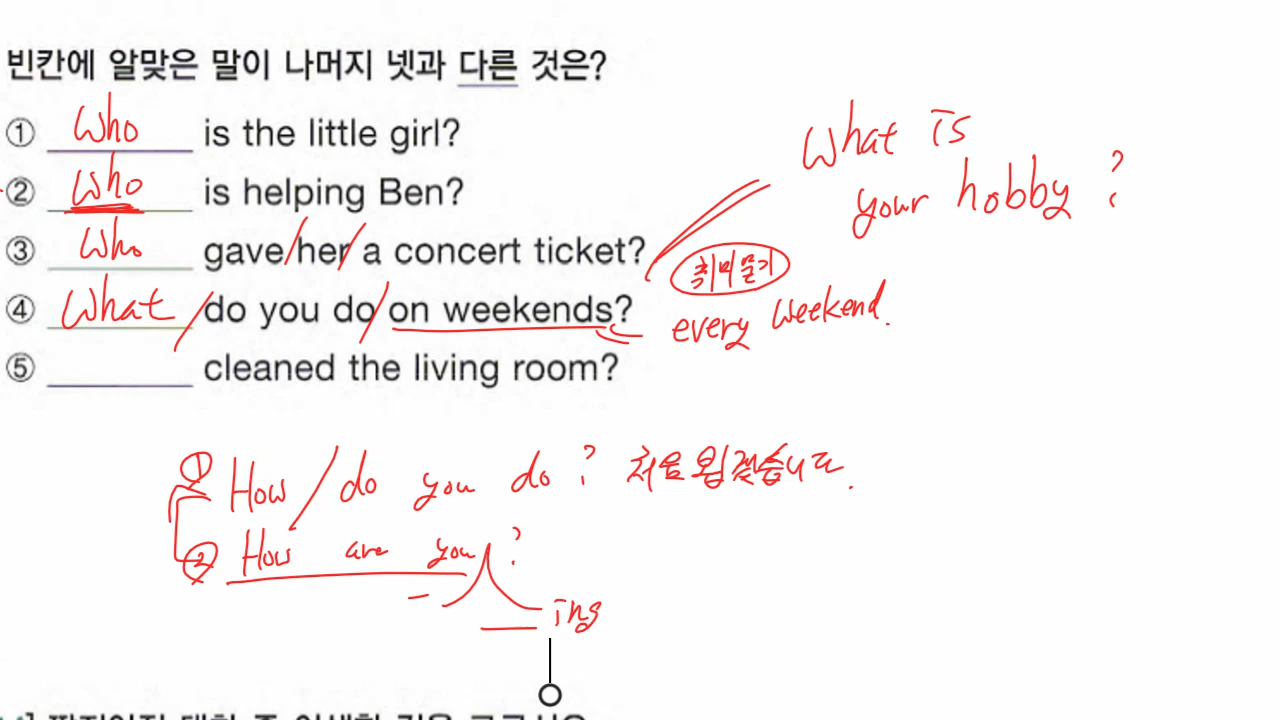 빈칸에 알맞은 말이 나머지 넷과 다른 것은?
① Who is the little girl?
② Who is helping Ben?
③ Who gave/her/a concert ticket?
④ What/do you do/on weekends?
⑤ ________ cleaned the living room?
What is
your hobby?
취미 묻기
every weekend.
① How/do you do? 처음 뵙겠습니다.
② How are you?
ing